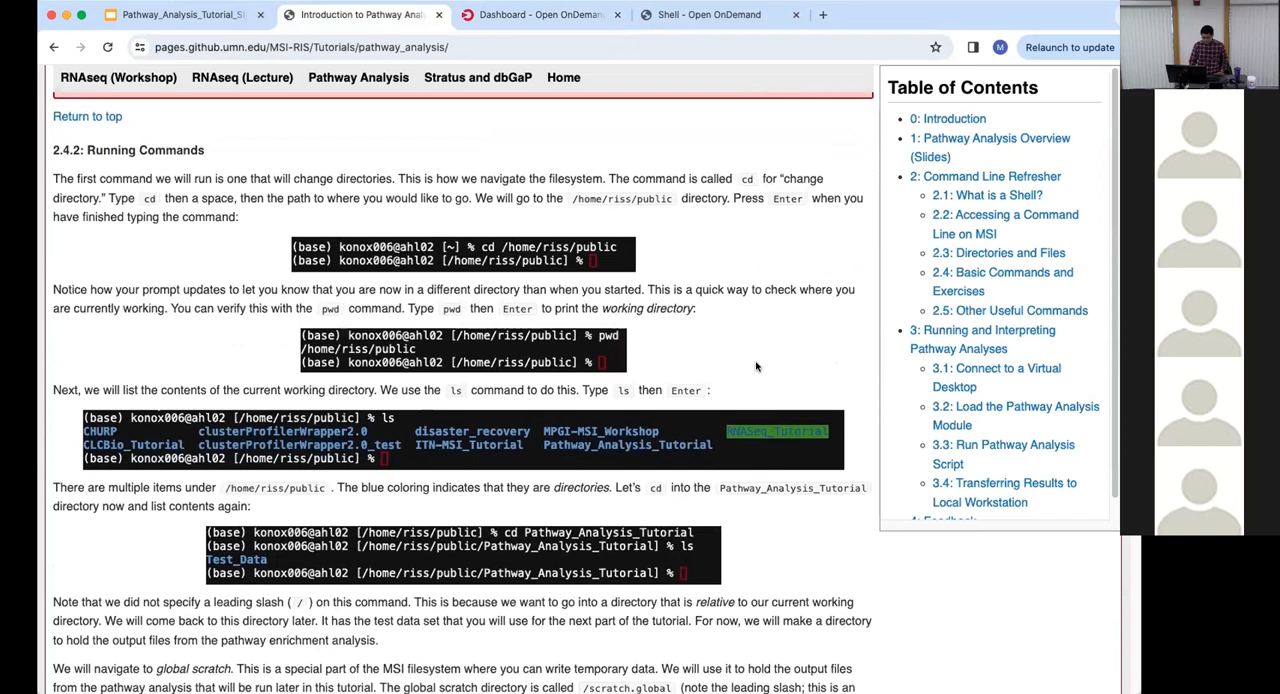 Pathway_Analysis_Tutorial_Sl
Introduction to Pathway Anal
Dashboard - Open OnDemand
Shell - Open OnDemand
pages.github.umn.edu/MSI-RIS/Tutorials/pathway_analysis/
M
Relaunch to update
RNAseq (Workshop) RNAseq (Lecture) Pathway Analysis Stratus and dbGaP Home
Return to top
2.4.2: Running Commands
The first command we will run is one that will change directories. This is how we navigate the filesystem. The command is called cd for “change
directory.” Type cd then a space, then the path to where you would like to go. We will go to the /home/riss/public directory. Press Enter when you
have finished typing the command:
(base) konox006@ahl02 [~] % cd /home/riss/public
(base) konox006@ahl02 [/home/riss/public] %
Notice how your prompt updates to let you know that you are now in a different directory than when you started. This is a quick way to check where you
are currently working. You can verify this with the pwd command. Type pwd then Enter to print the working directory:
(base) konox006@ahl02 [/home/riss/public] % pwd
/home/riss/public
(base) konox006@ahl02 [/home/riss/public] %
Next, we will list the contents of the current working directory. We use the ls command to do this. Type ls then Enter :
(base) konox006@ahl02 [/home/riss/public] % ls
CHURP clusterProfilerWrapper2.0 disaster_recovery MPGI-MSI_Workshop RNASeq_Tutorial
CLCBio_Tutorial clusterProfilerWrapper2.0_test ITN-MSI_Tutorial Pathway_Analysis_Tutorial
(base) konox006@ahl02 [/home/riss/public] %
There are multiple items under /home/riss/public . The blue coloring indicates that they are directories. Let’s cd into the Pathway_Analysis_Tutorial
directory now and list contents again:
(base) konox006@ahl02 [/home/riss/public] % cd Pathway_Analysis_Tutorial
(base) konox006@ahl02 [/home/riss/public/Pathway_Analysis_Tutorial] % ls
Test_Data
(base) konox006@ahl02 [/home/riss/public/Pathway_Analysis_Tutorial] %
Note that we did not specify a leading slash ( / ) on this command. This is because we want to go into a directory that is relative to our current working
directory. We will come back to this directory later. It has the test data set that you will use for the next part of the tutorial. For now, we will make a directory
to hold the output files from the pathway enrichment analysis.
We will navigate to global scratch. This is a special part of the MSI filesystem where you can write temporary data. We will use it to hold the output files
from the pathway analysis that will be run later in this tutorial. The global scratch directory is called /scratch.global (note the leading slash; this is an
Table of Contents
0: Introduction
1: Pathway Analysis Overview
(Slides)
2: Command Line Refresher
2.1: What is a Shell?
2.2: Accessing a Command
Line on MSI
2.3: Directories and Files
2.4: Basic Commands and
Exercises
2.5: Other Useful Commands
3: Running and Interpreting
Pathway Analyses
3.1: Connect to a Virtual
Desktop
3.2: Load the Pathway Analysis
Module
3.3: Run Pathway Analysis
Script
3.4: Transferring Results to
Local Workstation
4: Feedback